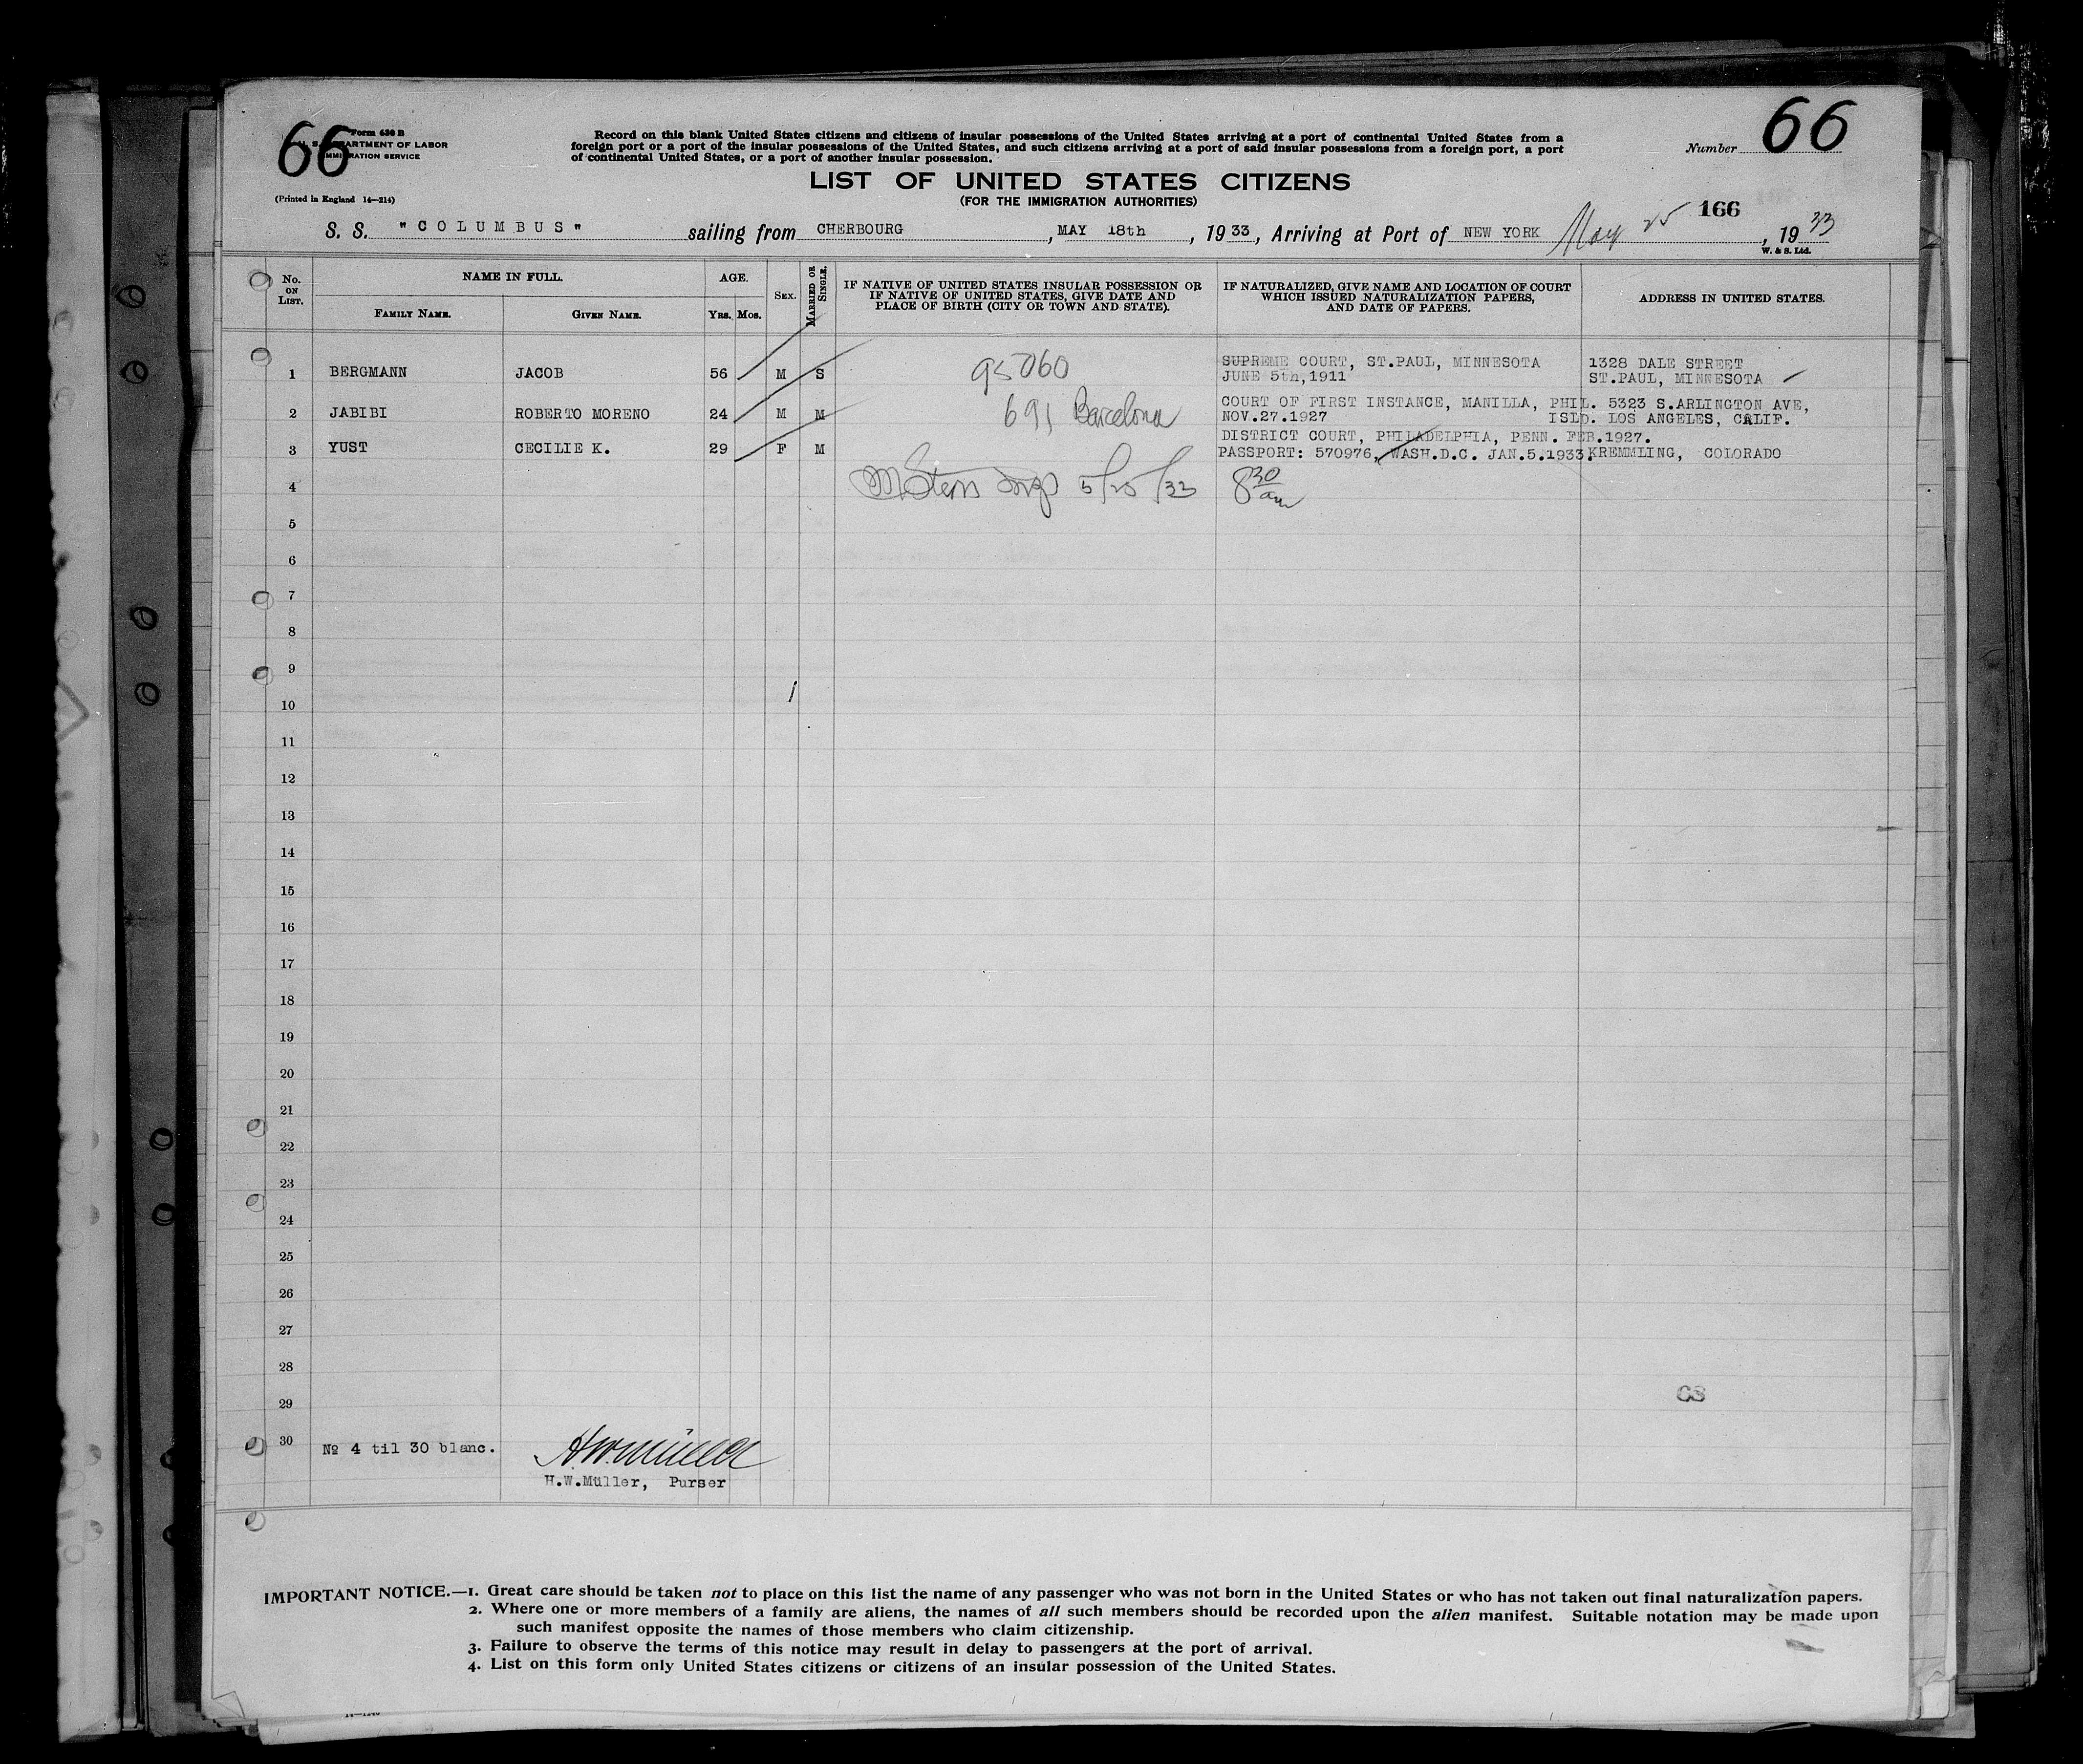 66
Form 630 B
U. S. DEPARTMENT OF LABOR
IMMIGRATION SERVICE
(Printed in England 14—214)
Record on this blank United States citizens and citizens of insular possessions of the United States arriving at a port of continental United States from a
foreign port or a port of the insular possessions of the United States, and such citizens arriving at a port of said insular possessions from a foreign port, a port
of continental United States, or a port of another insular possession.
Number 66
LIST OF UNITED STATES CITIZENS
(FOR THE IMMIGRATION AUTHORITIES)
166
S. S. "COLUMBUS" sailing from CHERBOURG, MAY 18th, 1933, Arriving at Port of NEW YORK May 25, 1933
W. & S. Ltd.
No. ON LIST.
NAME IN FULL.
FAMILY NAME.
GIVEN NAME.
AGE.
YRS. MOS.
SEX.
MARRIED OR SINGLE.
IF NATIVE OF UNITED STATES INSULAR POSSESSION OR
IF NATIVE OF UNITED STATES, GIVE DATE AND
PLACE OF BIRTH (CITY OR TOWN AND STATE).
IF NATURALIZED, GIVE NAME AND LOCATION OF COURT
WHICH ISSUED NATURALIZATION PAPERS,
AND DATE OF PAPERS.
ADDRESS IN UNITED STATES.
1 BERGMANN JACOB 56 M S 95060 SUPREME COURT, ST.PAUL, MINNESOTA 1328 DALE STREET
JUNE 5th,1911 ST.PAUL, MINNESOTA
2 JABIBI ROBERTO MORENO 24 M M 691 Barcelona COURT OF FIRST INSTANCE, MANILLA, PHIL. 5323 S.ARLINGTON AVE,
NOV.27.1927 ISLD. LOS ANGELES, CALIF.
3 YUST CECILIE K. 29 F M DISTRICT COURT, PHILADELPHIA, PENN. FEB.1927.
PASSPORT: 570976, WASH.D.C. JAN.5.1933. KREMMLING, COLORADO
4 5/25/33 8 30 am
5
6
7
8
9
10
11
12
13
14
15
16
17
18
19
20
21
22
23
24
25
26
27
28
29
CS
30 № 4 til 30 blanc. H.W.Müller
H.W.Müller, Purser
IMPORTANT NOTICE.—1. Great care should be taken not to place on this list the name of any passenger who was not born in the United States or who has not taken out final naturalization papers.
2. Where one or more members of a family are aliens, the names of all such members should be recorded upon the alien manifest. Suitable notation may be made upon
such manifest opposite the names of those members who claim citizenship.
3. Failure to observe the terms of this notice may result in delay to passengers at the port of arrival.
4. List on this form only United States citizens or citizens of an insular possession of the United States.